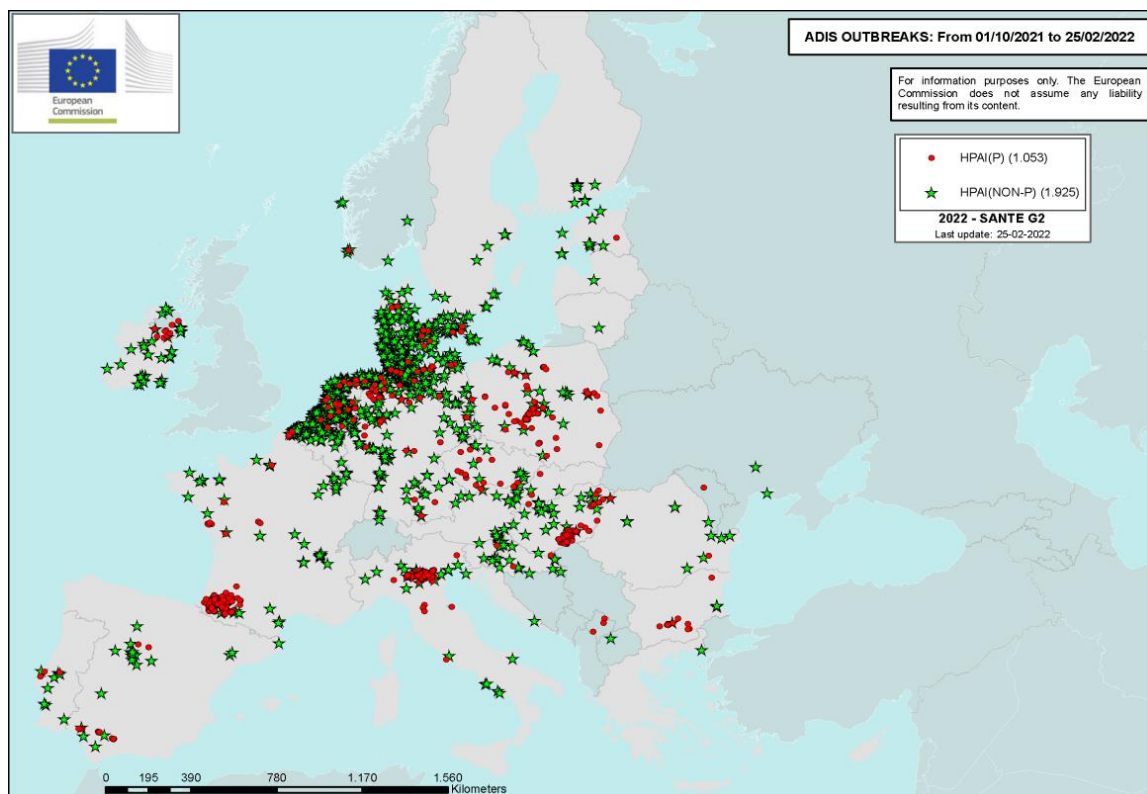 European
Commission
ADIS OUTBREAKS: From 01/10/2021 to 25/02/2022
For information purposes only. The European
Commission does not assume any liability
resulting from its content.
HPAI(P) (1.053)
HPAI(NON-P) (1.925)
2022 - SANTE G2
Last update: 25-02-2022
0 195 390 780 1.170 1.560
Kilometers